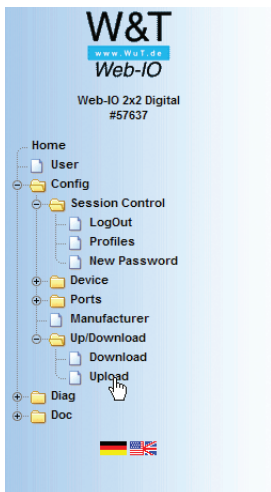 W&T
www.WuT.de
Web-IO
Web-IO 2x2 Digital
#57637
Home
User
Config
Session Control
LogOut
Profiles
New Password
Device
Ports
Manufacturer
Up/Download
Download
Upload
Diag
Doc